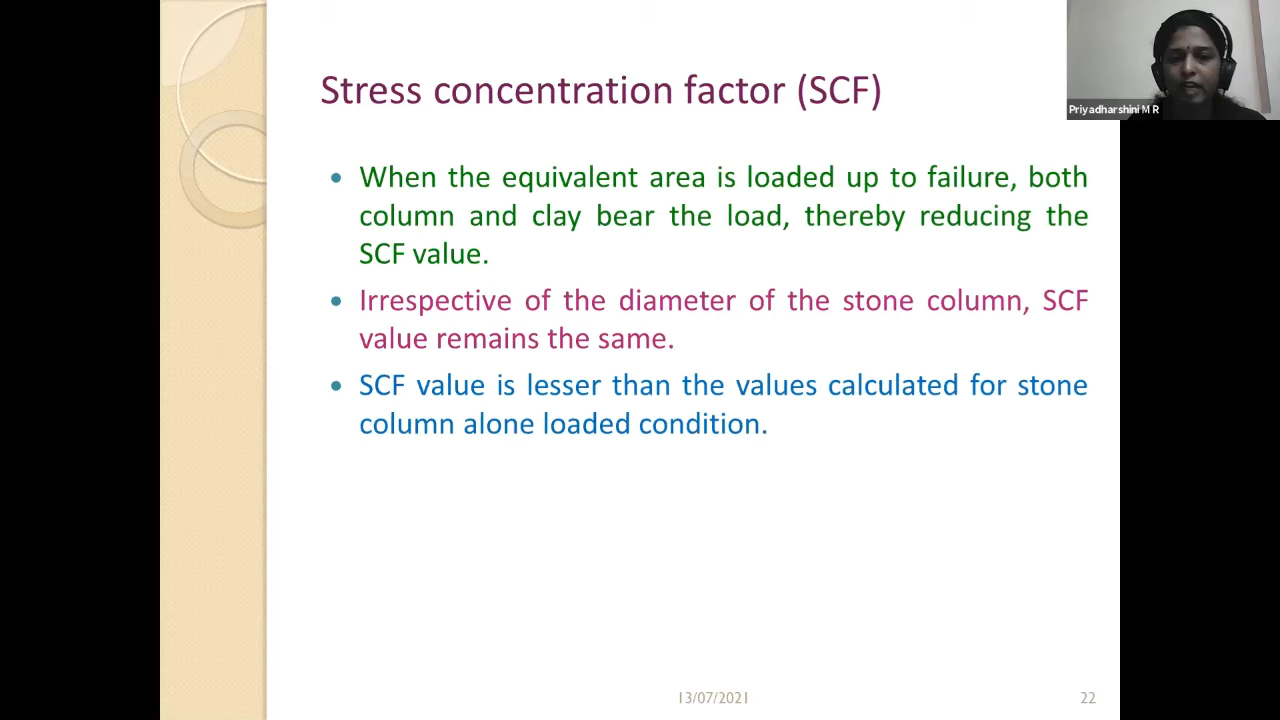 Stress concentration factor (SCF)
Priyadharshini M R
When the equivalent area is loaded up to failure, both
column and clay bear the load, thereby reducing the
SCF value.
Irrespective of the diameter of the stone column, SCF
value remains the same.
SCF value is lesser than the values calculated for stone
column alone loaded condition.
13/07/2021
22